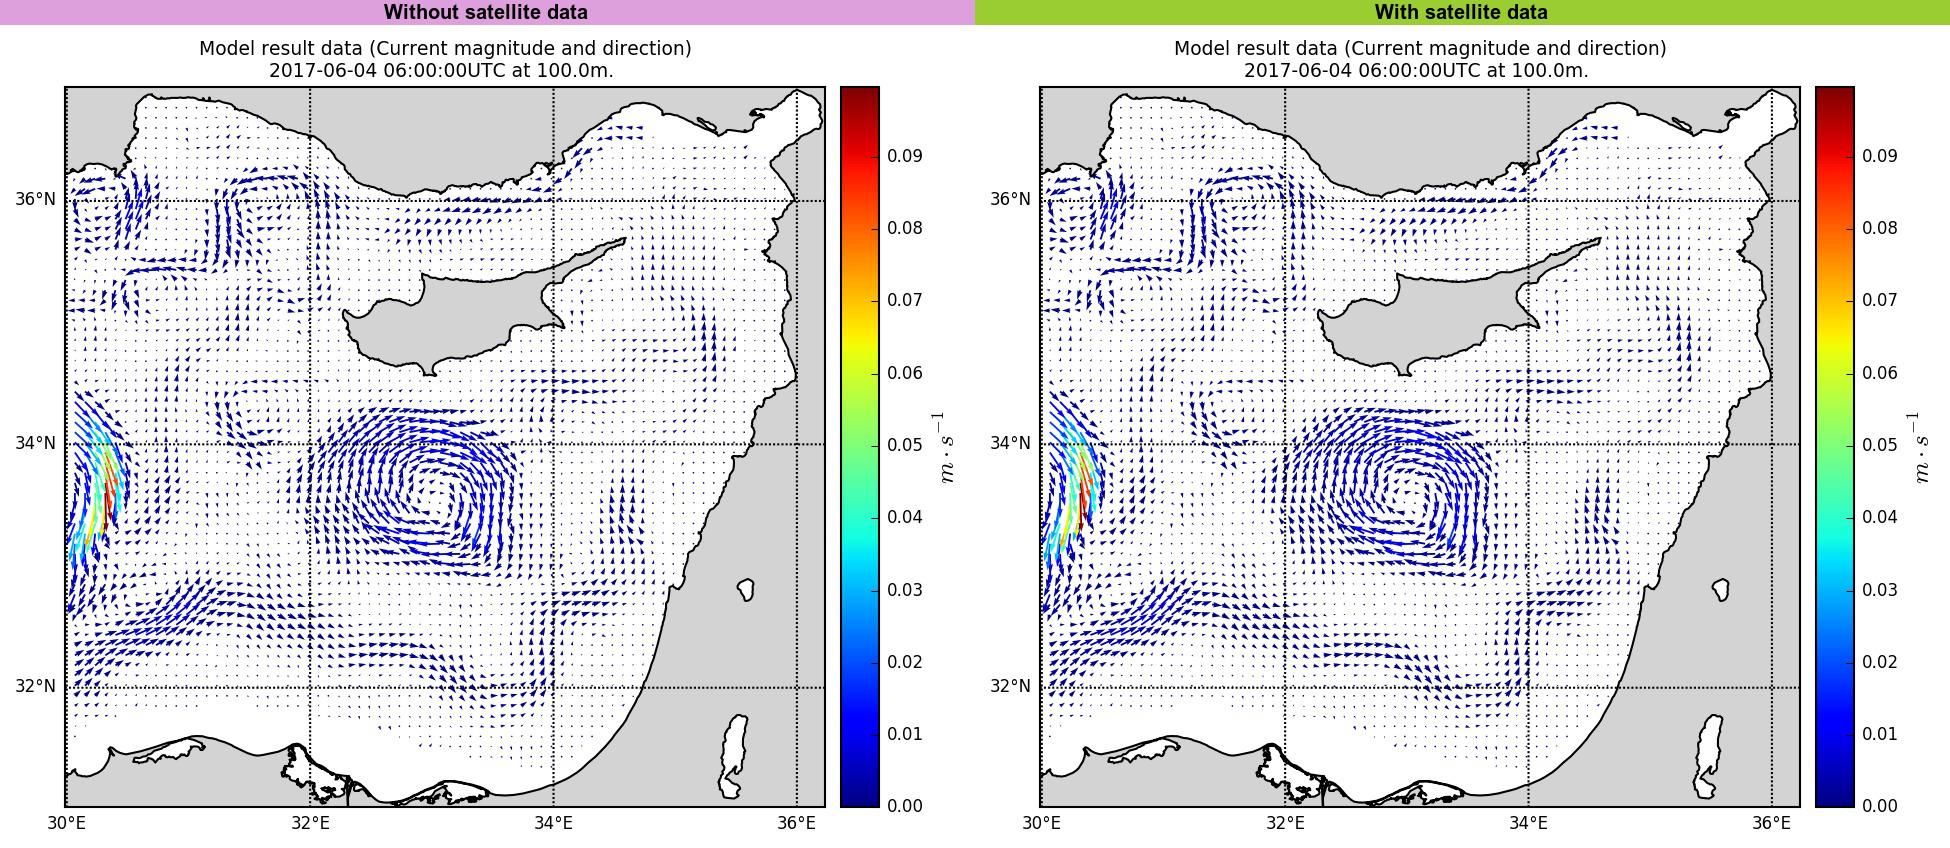 Without satellite data
Model result data (Current magnitude and direction)
2017-06-04 06:00:00UTC at 100.0m.
36°N
34°N
32°N
30°E 32°E 34°E 36°E
0.09
0.08
0.07
0.06
0.05
0.04
0.03
0.02
0.01
0.00
m · s⁻¹
With satellite data
Model result data (Current magnitude and direction)
2017-06-04 06:00:00UTC at 100.0m.
36°N
34°N
32°N
30°E 32°E 34°E 36°E
0.09
0.08
0.07
0.06
0.05
0.04
0.03
0.02
0.01
0.00
m · s⁻¹